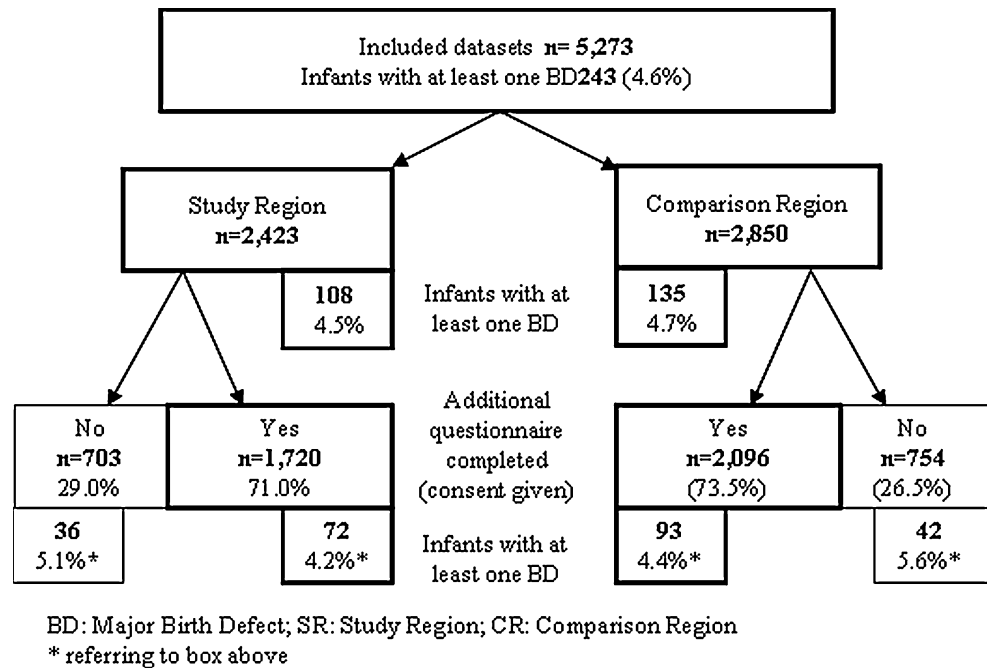 Included datasets n= 5,273
Infants with at least one BD243 (4.6%)
Study Region
n=2,423
Comparison Region
n=2,850
108
4.5%
Infants with at
least one BD
135
4.7%
No
n=703
29.0%
Yes
n=1,720
71.0%
Additional
questionnaire
completed
(consent given)
Yes
n=2,096
(73.5%)
No
n=754
(26.5%)
36
5.1%*
72
4.2%*
Infants with at
least one BD
93
4.4%*
42
5.6%*
BD: Major Birth Defect; SR: Study Region; CR: Comparison Region
* referring to box above